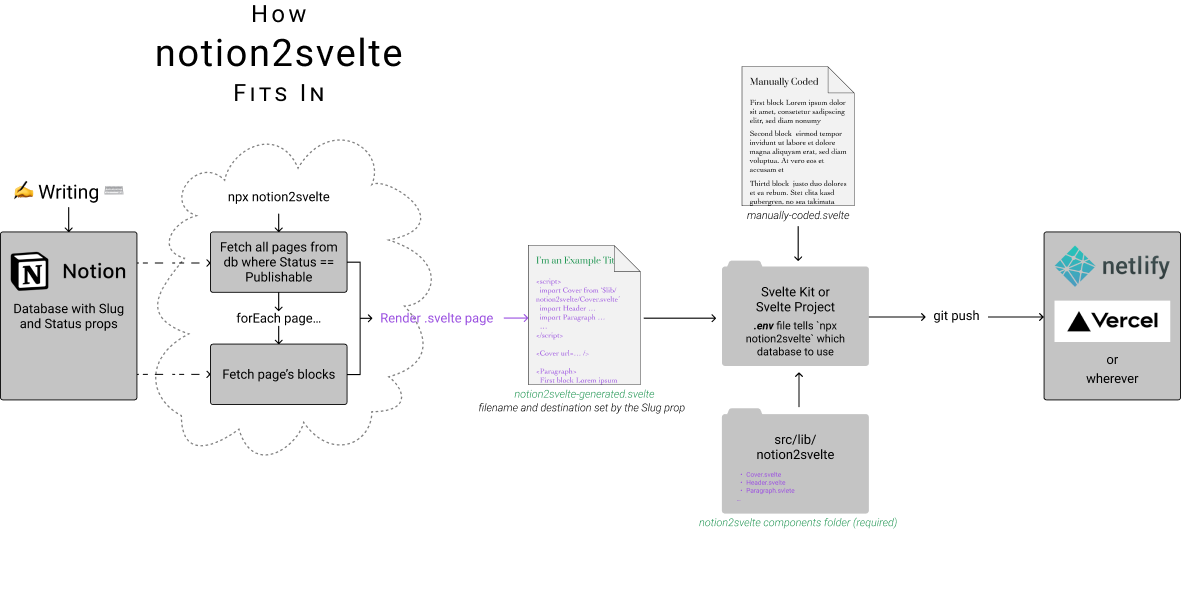 How
notion2svelte
Fits In
Writing
Notion
Database with Slug
and Status props
npx notion2svelte
Fetch all pages from
db where Status ==
Publishable
forEach page...
Fetch page's blocks
Render .svelte page
I'm an Example Tit
<script>
import Cover from '$lib/
notion2svelte/Cover.svelte'
import Header ...
import Paragraph ...
...
</script>
<Cover url=... />
<Paragraph>
First block Lorem ipsum
notion2svelte-generated.svelte
filename and destination set by the Slug prop
Manually Coded
First block Lorem ipsum dolor
sit amet, consetetur sadipscing
elitr, sed diam nonumy
Second block eirmod tempor
invidunt ut labore et dolore
magna aliquyam erat, sed diam
voluptua. At vero eos et
accusam et
Thirtd block justo duo dolores
et ea rebum. Stet clita kasd
gubergren, no sea takimata
manually-coded.svelte
Svelte Kit or
Svelte Project
.env file tells `npx
notion2svelte` which
database to use
src/lib/
notion2svelte
• Cover.svelte
• Header.svelte
• Paragraph.svlete
..
notion2svelte components folder (required)
git push
netlify
Vercel
or
wherever